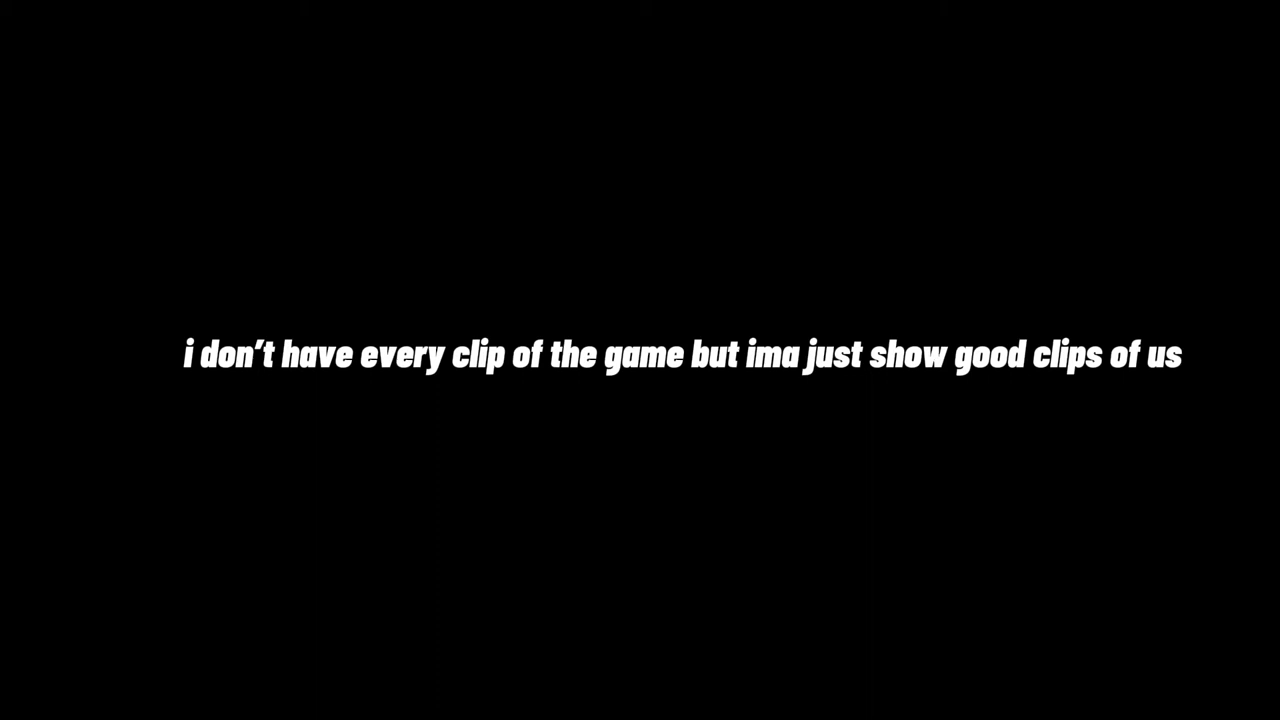 i don’t have every clip of the game but ima just show good clips of us